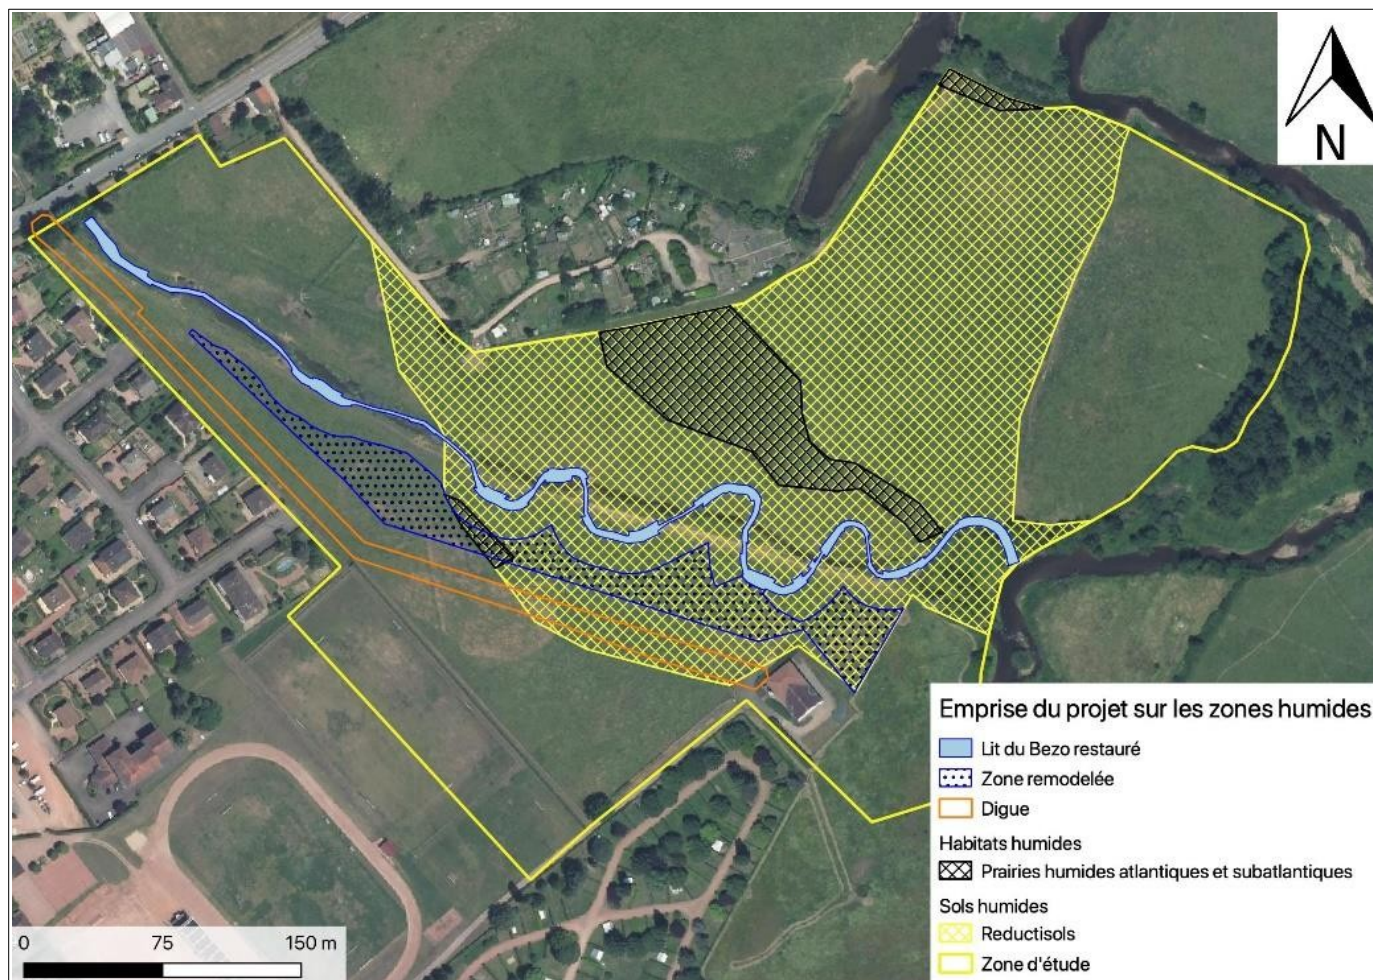 N
Emprise du projet sur les zones humides
Lit du Bezo restauré
Zone remodelée
Digue
Habitats humides
Prairies humides atlantiques et subatlantiques
Sols humides
Reductisols
Zone d'étude
0 75 150 m